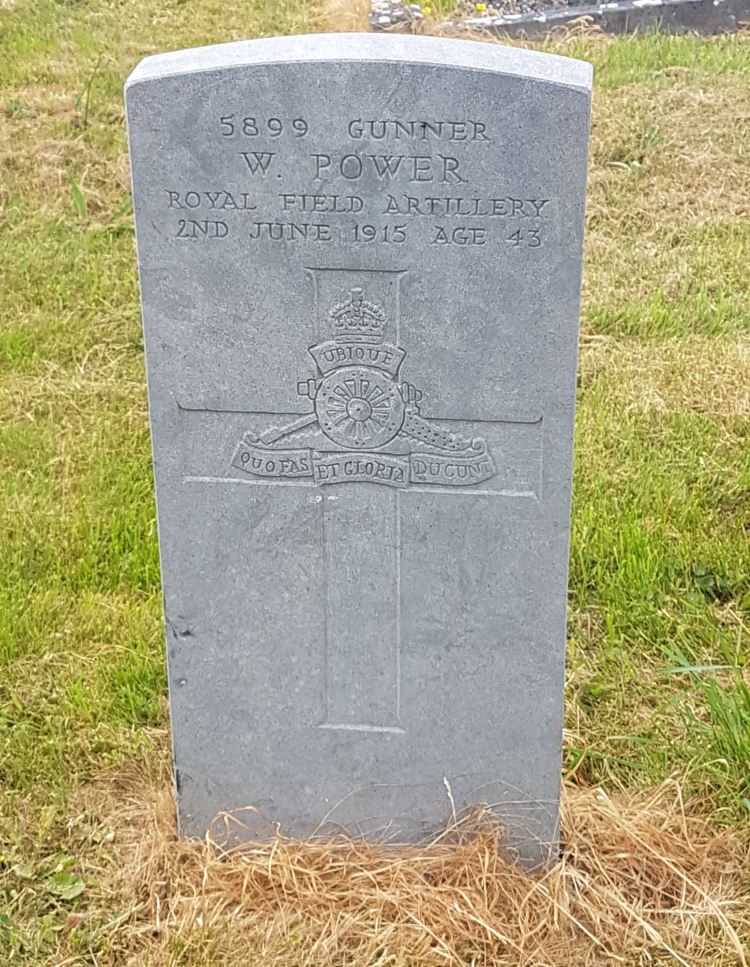 5899 GUNNER
W. POWER
ROYAL FIELD ARTILLERY
2ND JUNE 1915 AGE 43
UBIQUE
QUO FAS ET GLORIA DUCUNT